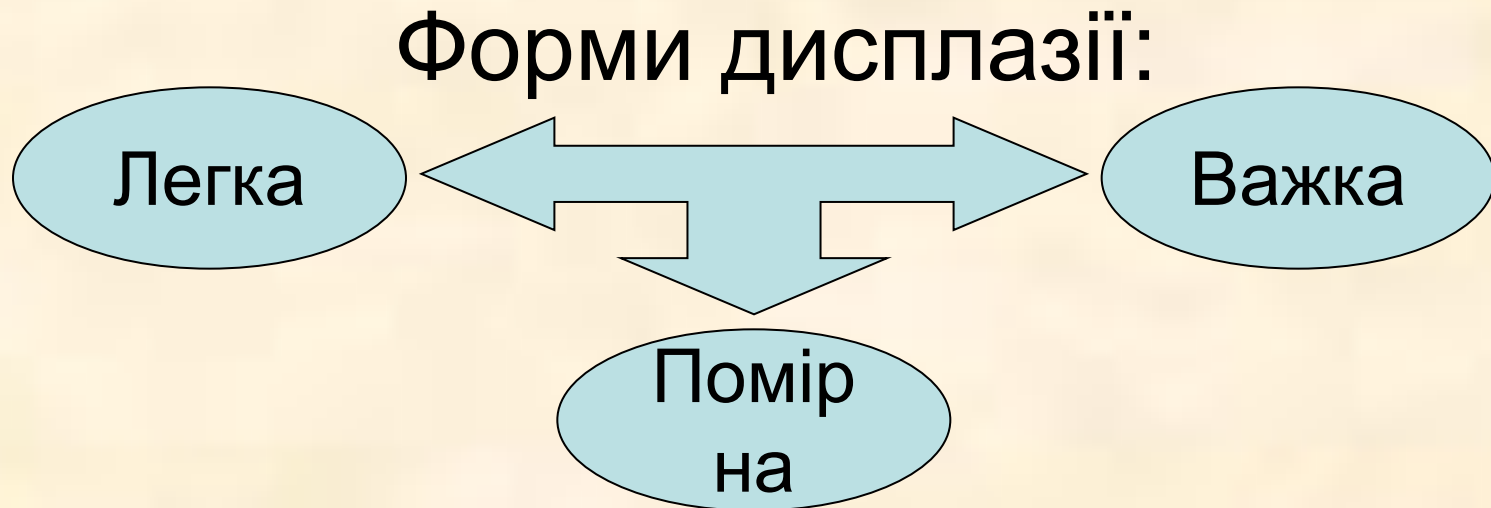 Форми дисплазії:
Легка
Важка
Помір
на